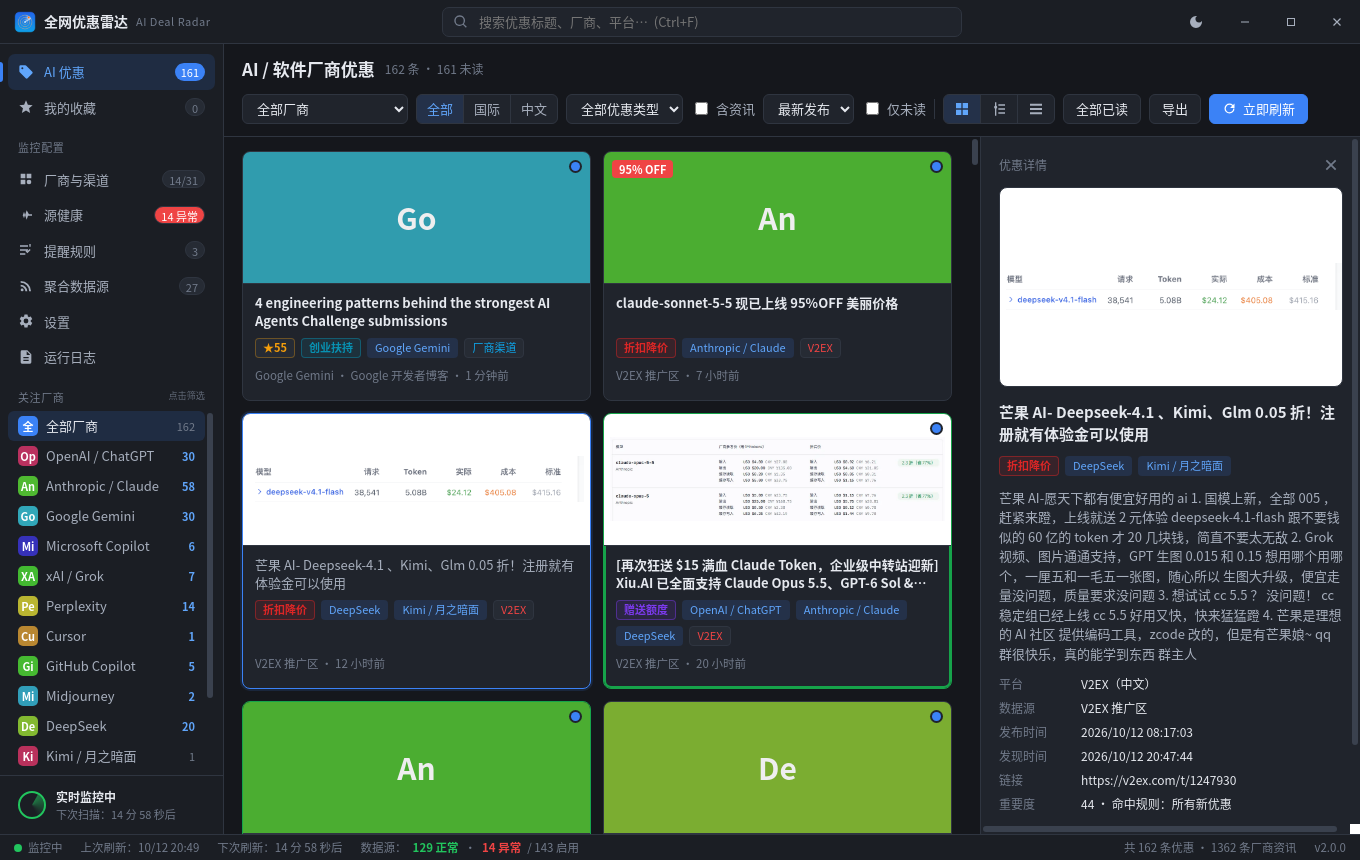 全网优惠雷达 AI Deal Radar
搜索优惠标题、厂商、平台… (Ctrl+F)
AI 优惠 161
我的收藏 0
监控配置
厂商与渠道 14/31
源健康 14 异常
提醒规则 3
聚合数据源 27
设置
运行日志
关注厂商 点击筛选
全 全部厂商 162
Op OpenAI / ChatGPT 30
An Anthropic / Claude 58
Go Google Gemini 30
Mi Microsoft Copilot 6
XA xAI / Grok 7
Pe Perplexity 14
Cu Cursor 1
Gi GitHub Copilot 5
Mi Midjourney 2
De DeepSeek 20
Ki Kimi / 月之暗面 1
实时监控中
下次扫描：14 分 58 秒后
AI / 软件厂商优惠 162 条 · 161 未读
全部厂商 全部 国际 中文 全部优惠类型 含资讯 最新发布 仅未读 全部已读 导出 立即刷新
Go
4 engineering patterns behind the strongest AI
Agents Challenge submissions
★55 创业扶持 Google Gemini 厂商渠道
Google Gemini · Google 开发者博客 · 1 分钟前
95% OFF
An
claude-sonnet-5-5 现已上线 95%OFF 美丽价格
折扣降价 Anthropic / Claude V2EX
V2EX 推广区 · 7 小时前
模型 请求 Token 实际 成本 标准
deepseek-v4.1-flash 38,541 5.08B $24.12 $405.08 $415.16
芒果 AI- Deepseek-4.1 、Kimi、Glm 0.05 折！注册就有
体验金可以使用
折扣降价 DeepSeek Kimi / 月之暗面 V2EX
V2EX 推广区 · 12 小时前
[再次狂送 $15 满血 Claude Token，企业级中转站迎新]
Xiu.AI 已全面支持 Claude Opus 5.5、GPT-6 Sol &…
赠送额度 OpenAI / ChatGPT Anthropic / Claude
DeepSeek V2EX
V2EX 推广区 · 20 小时前
An
De
优惠详情
模型 请求 Token 实际 成本 标准
deepseek-v4.1-flash 38,541 5.08B $24.12 $405.08 $415.16
芒果 AI- Deepseek-4.1 、Kimi、Glm 0.05 折！注
册就有体验金可以使用
折扣降价 DeepSeek Kimi / 月之暗面
芒果 AI-愿天下都有便宜好用的 ai 1. 国模上新，全部 005 ，
赶紧来蹬，上线就送 2 元体验 deepseek-4.1-flash 跟不要钱
似的 60 亿的 token 才 20 几块钱，简直不要太无敌 2. Grok
视频、图片通通支持，GPT 生图 0.015 和 0.15 想用哪个用哪
个，一厘五和一毛五一张图，随心所以 生图大升级，便宜走
量没问题，质量要求没问题 3. 想试试 cc 5.5？ 没问题！ cc
稳定组已经上线 cc 5.5 好用又快，快来猛猛蹬 4. 芒果是理想
的 AI 社区 提供编码工具，zcode 改的，但是有芒果娘~ qq
群很快乐，真的能学到东西 群主人
平台 V2EX（中文）
数据源 V2EX 推广区
发布时间 2026/10/12 08:17:03
发现时间 2026/10/12 20:47:44
链接 https://v2ex.com/t/1247930
重要度 44 · 命中规则：所有新优惠
监控中 上次刷新：10/12 20:49 下次刷新：14 分 58 秒后 数据源： 129 正常 · 14 异常 / 143 启用 共 162 条优惠 · 1362 条厂商资讯 v2.0.0